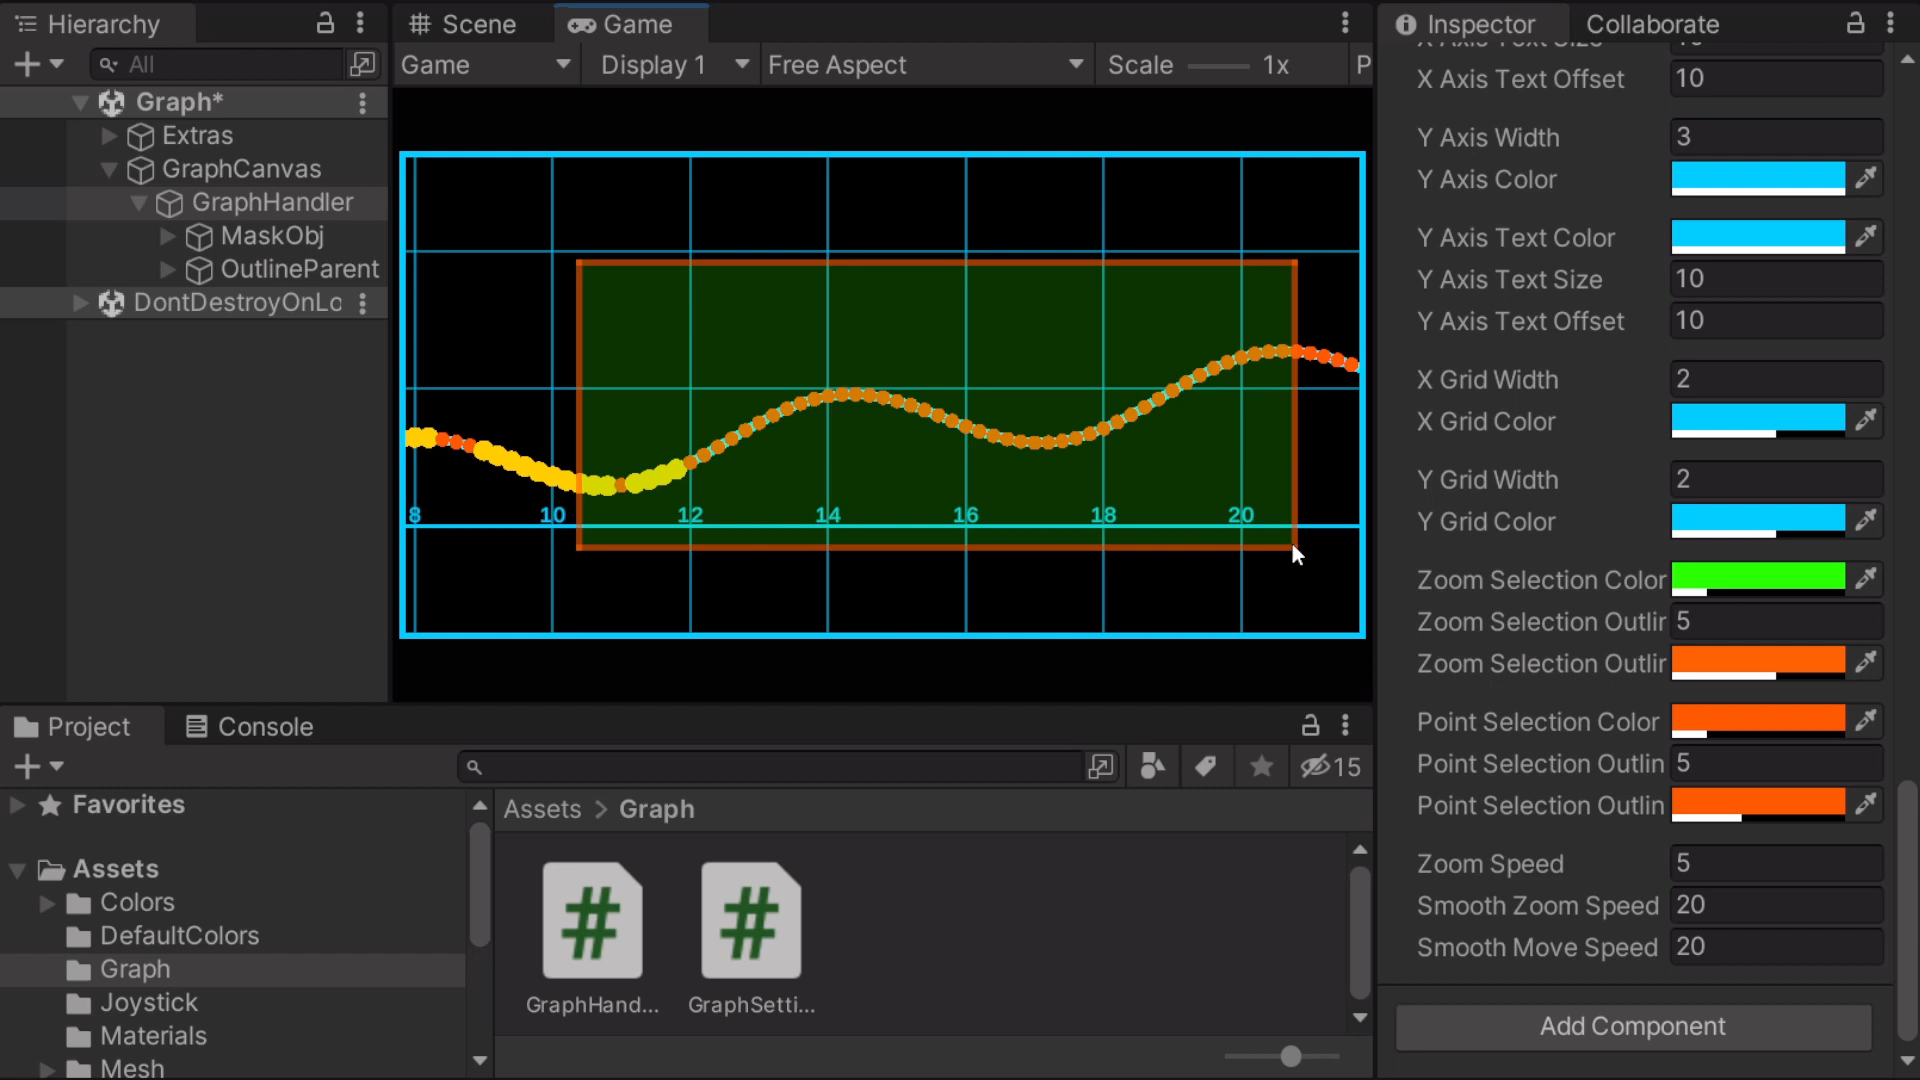 Hierarchy
All
Graph*
Extras
GraphCanvas
GraphHandler
MaskObj
OutlineParent
DontDestroyOnLo
Scene
Game
Game
Display 1
Free Aspect
Scale
1x
P
8
10
12
14
16
18
20
Inspector
Collaborate
X Axis Text Size
X Axis Text Offset
10
Y Axis Width
3
Y Axis Color
Y Axis Text Color
Y Axis Text Size
10
Y Axis Text Offset
10
X Grid Width
2
X Grid Color
Y Grid Width
2
Y Grid Color
Zoom Selection Color
Zoom Selection Outlir
5
Zoom Selection Outlir
Point Selection Color
Point Selection Outlin
5
Point Selection Outlin
Zoom Speed
5
Smooth Zoom Speed
20
Smooth Move Speed
20
Add Component
Project
Console
15
Favorites
Assets
Colors
DefaultColors
Graph
Joystick
Materials
Mesh
Assets > Graph
GraphHand...
GraphSetti...